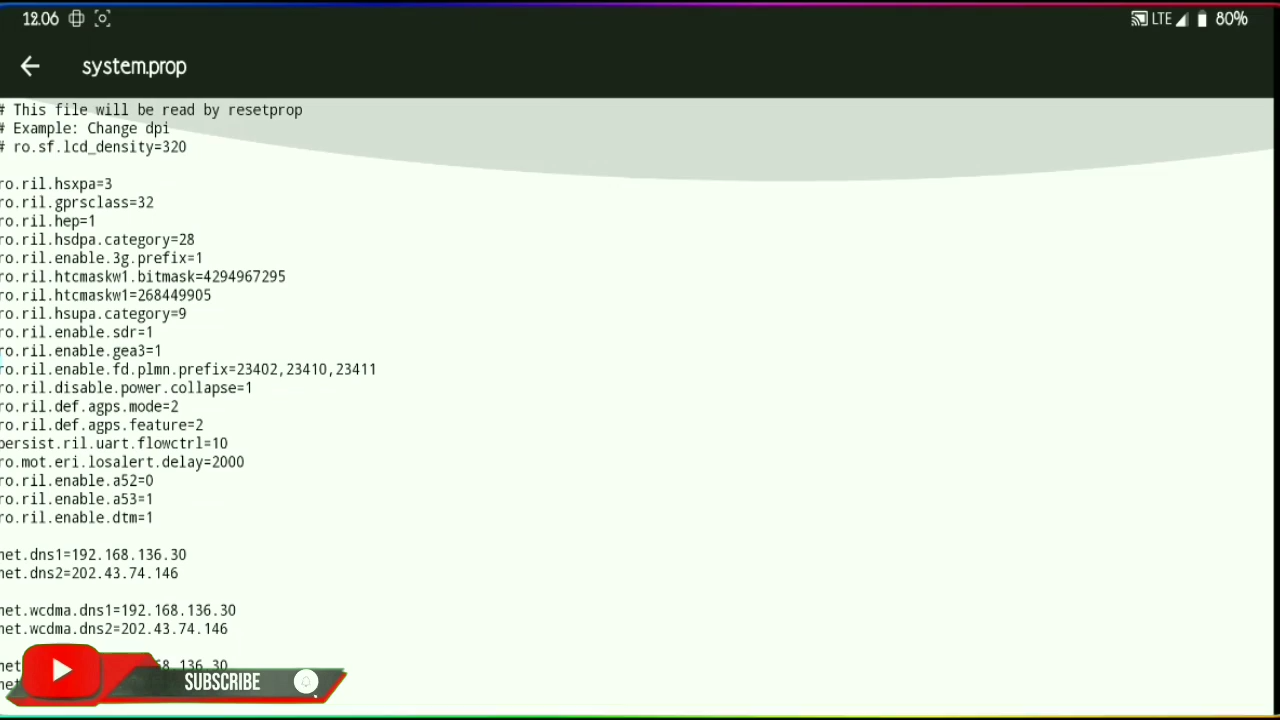 12.06 LTE 80%
system.prop
# This file will be read by resetprop
# Example: Change dpi
# ro.sf.lcd_density=320
ro.ril.hsxpa=3
ro.ril.gprsclass=32
ro.ril.hep=1
ro.ril.hsdpa.category=28
ro.ril.enable.3g.prefix=1
ro.ril.htcmaskw1.bitmask=4294967295
ro.ril.htcmaskw1=268449905
ro.ril.hsupa.category=9
ro.ril.enable.sdr=1
ro.ril.enable.gea3=1
ro.ril.enable.fd.plmn.prefix=23402,23410,23411
ro.ril.disable.power.collapse=1
ro.ril.def.agps.mode=2
ro.ril.def.agps.feature=2
persist.ril.uart.flowctrl=10
ro.mot.eri.losalert.delay=2000
ro.ril.enable.a52=0
ro.ril.enable.a53=1
ro.ril.enable.dtm=1
net.dns1=192.168.136.30
net.dns2=202.43.74.146
net.wcdma.dns1=192.168.136.30
net.wcdma.dns2=202.43.74.146
net 8.136.30
SUBSCRIBE